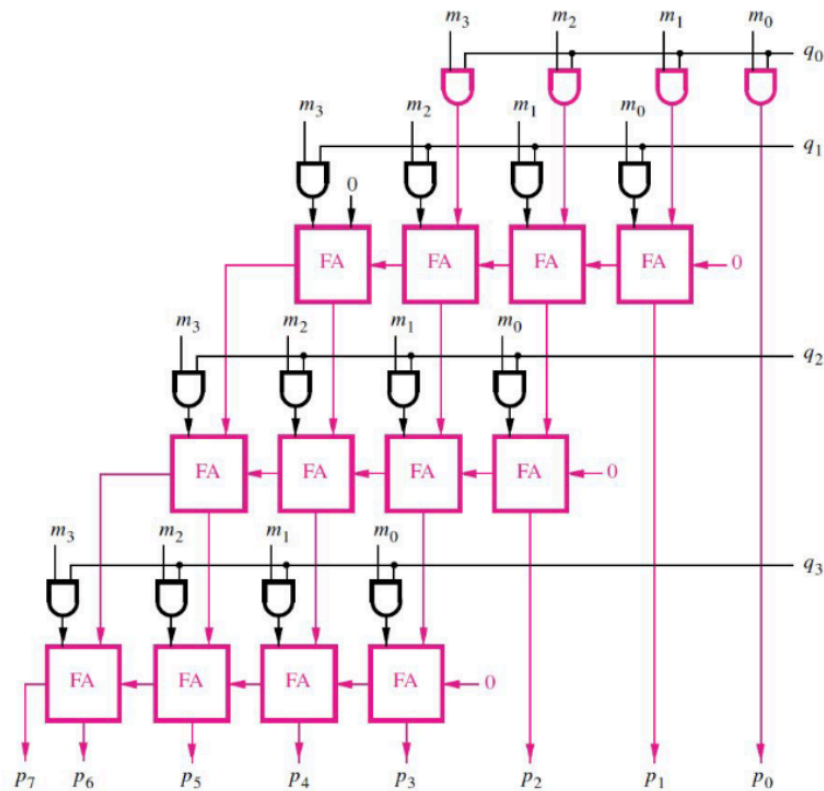 m₃ m₂ m₁ m₀
q₀
m₃ m₂ m₁ m₀
q₁
0
FA FA FA FA 0
m₃ m₂ m₁ m₀
q₂
FA FA FA FA 0
m₃ m₂ m₁ m₀
q₃
FA FA FA FA 0
p₇ p₆ p₅ p₄ p₃ p₂ p₁ p₀